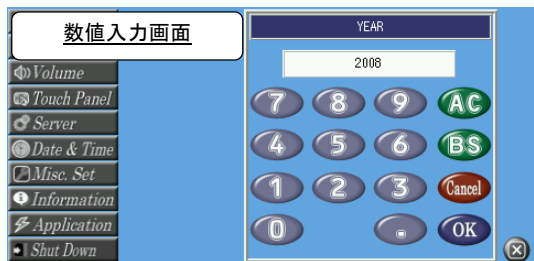 数値入力画面
Volume
Touch Panel
Server
Date & Time
Misc. Set
Information
Application
Shut Down
YEAR
2008
7 8 9 AC
4 5 6 BS
1 2 3 Cancel
0 . OK